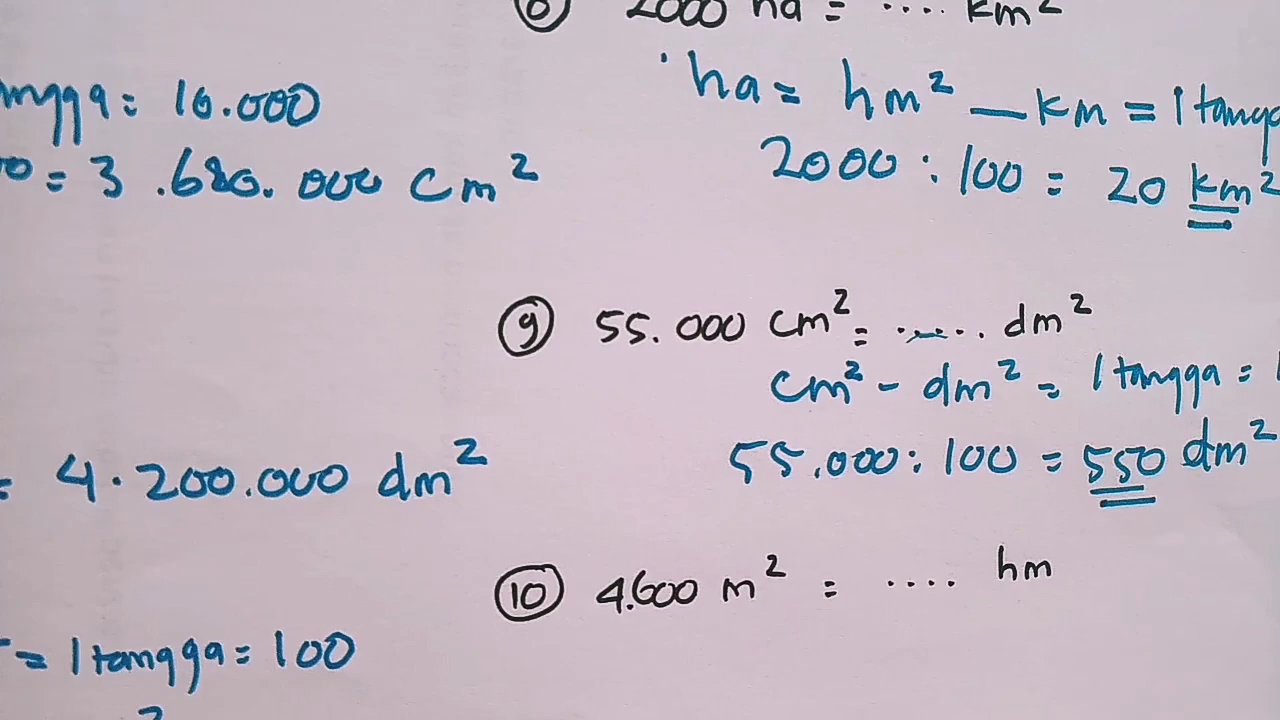 = 10.000
= 3.680.000 cm²
= 4.200.000 dm²
= 1 tangga = 100
2000 ha = .... km²
ha = hm² — km = 1
2000 : 100 = 20 km²
9 55.000 cm² = ...... dm²
cm² - dm² = 1 tangga =
55.000 : 100 = 550 dm²
10 4.600 m² = .... hm